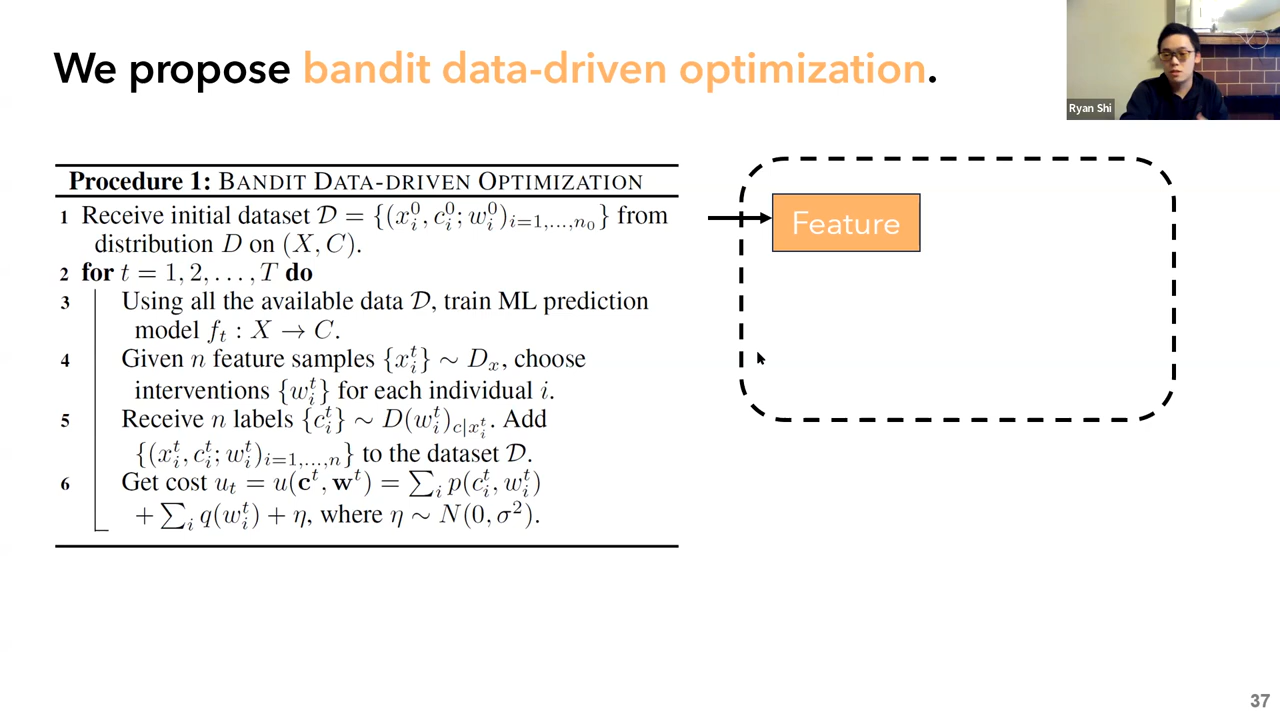 We propose bandit data-driven optimization.
Ryan Shi
Procedure 1: BANDIT DATA-DRIVEN OPTIMIZATION
1 Receive initial dataset 𝒟 = {(x_i^0, c_i^0; w_i^0)_{i=1,...,n_0}} from
distribution D on (X, C).
2 for t = 1, 2, . . . , T do
3 Using all the available data 𝒟, train ML prediction
model f_t : X → C.
4 Given n feature samples {x_i^t} ∼ D_x, choose
interventions {w_i^t} for each individual i.
5 Receive n labels {c_i^t} ∼ D(w_i^t)_{c|x_i^t}. Add
{(x_i^t, c_i^t; w_i^t)_{i=1,...,n}} to the dataset 𝒟.
6 Get cost u_t = u(𝐜^t, 𝐰^t) = ∑_i p(c_i^t, w_i^t)
+ ∑_i q(w_i^t) + η, where η ∼ N(0, σ^2).
Feature
37